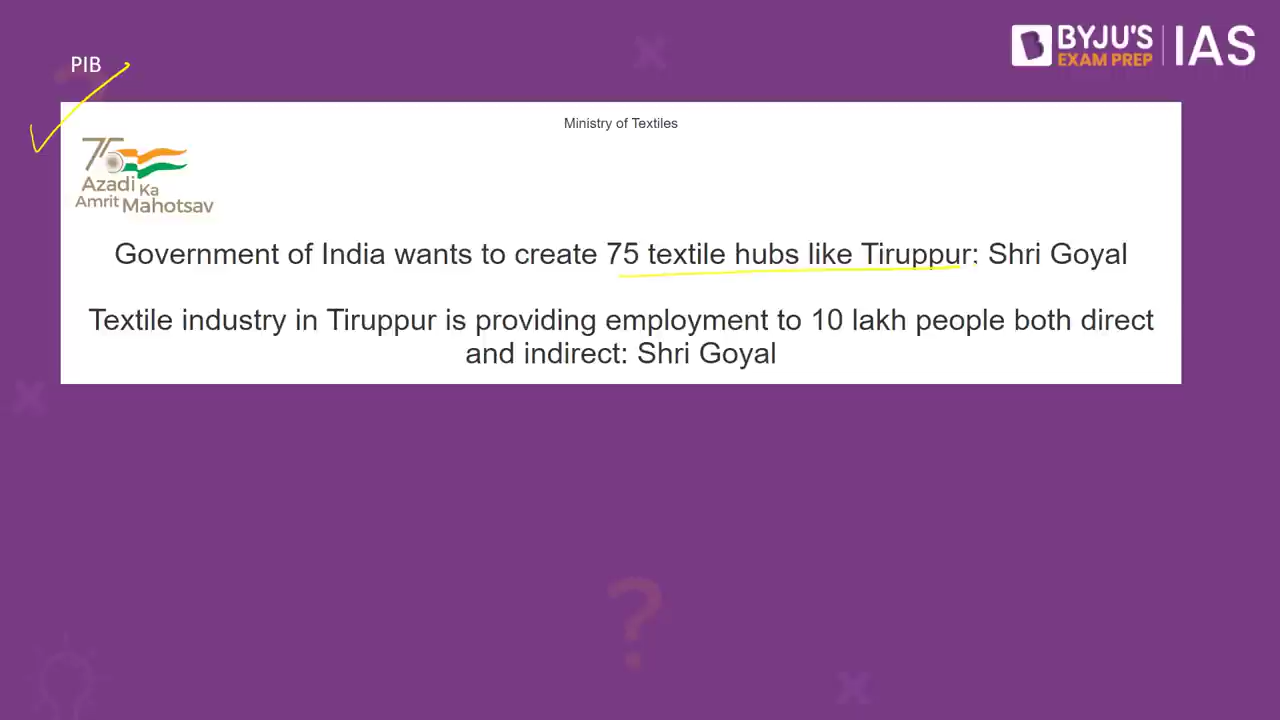 PIB
BYJU'S
EXAM PREP
IAS
Ministry of Textiles
75
Azadi Ka
Amrit Mahotsav
Government of India wants to create 75 textile hubs like Tiruppur: Shri Goyal
Textile industry in Tiruppur is providing employment to 10 lakh people both direct
and indirect: Shri Goyal
?